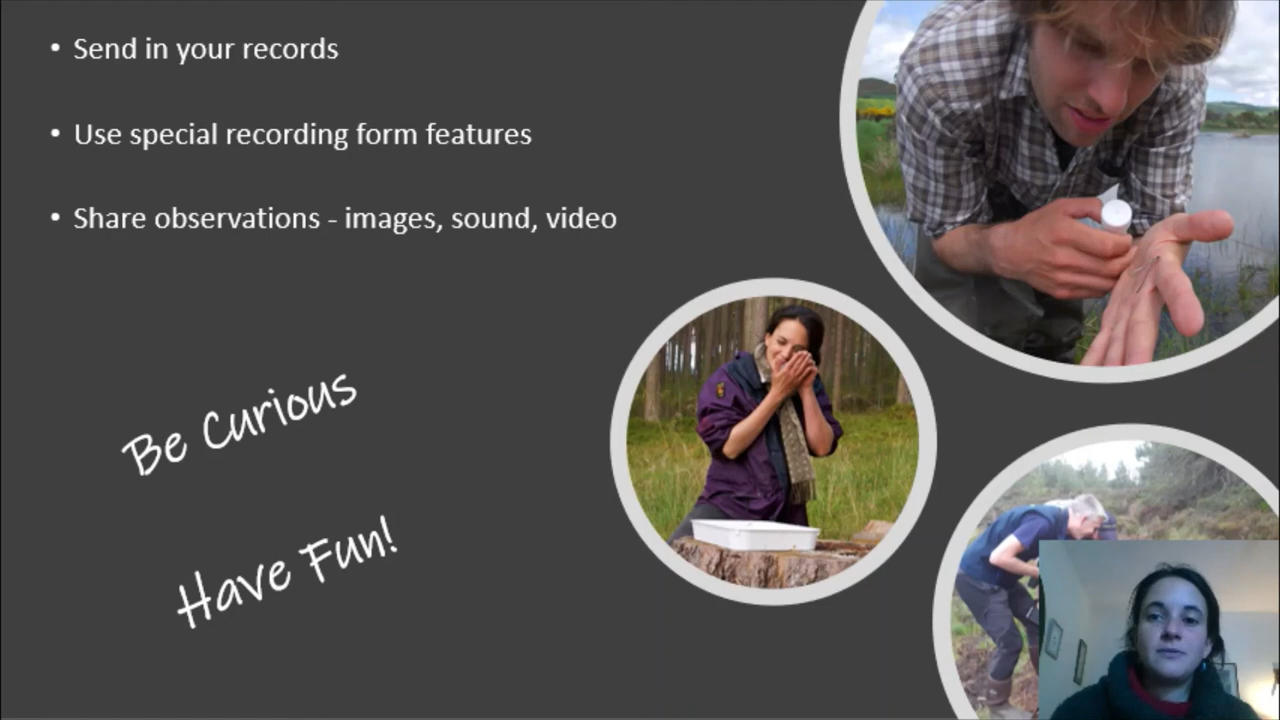 • Send in your records
• Use special recording form features
• Share observations - images, sound, video
Be Curious
Have Fun!